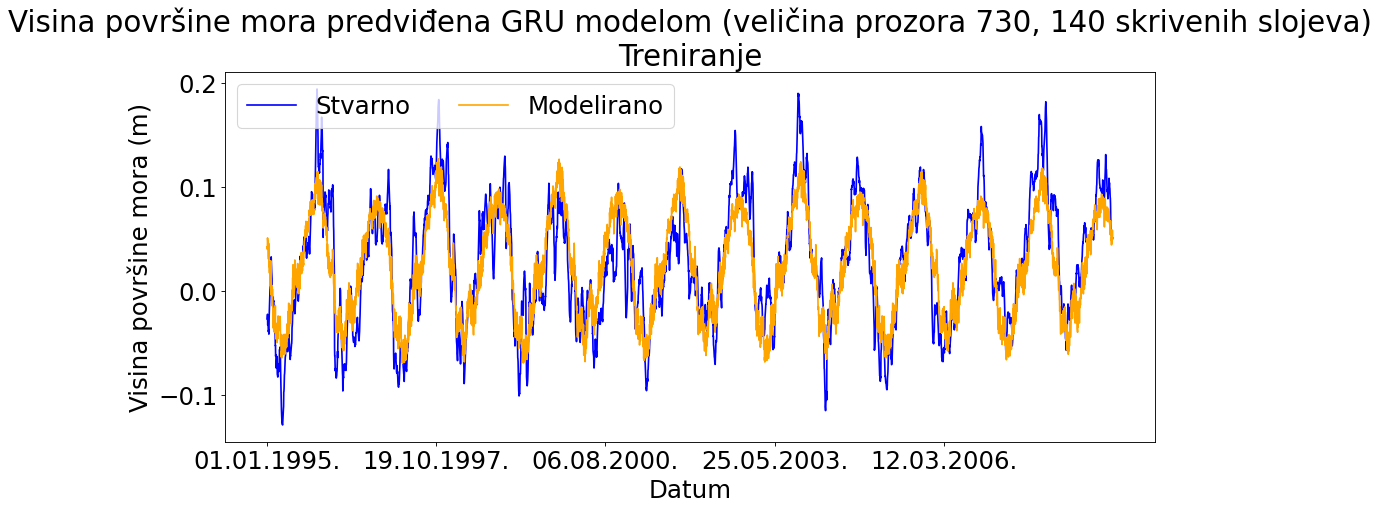 Visina površine mora predviđena GRU modelom (veličina prozora 730, 140 skrivenih slojeva)
Treniranje
Stvarno Modelirano
Visina površine mora (m)
0.2
0.1
0.0
−0.1
01.01.1995. 19.10.1997. 06.08.2000. 25.05.2003. 12.03.2006.
Datum